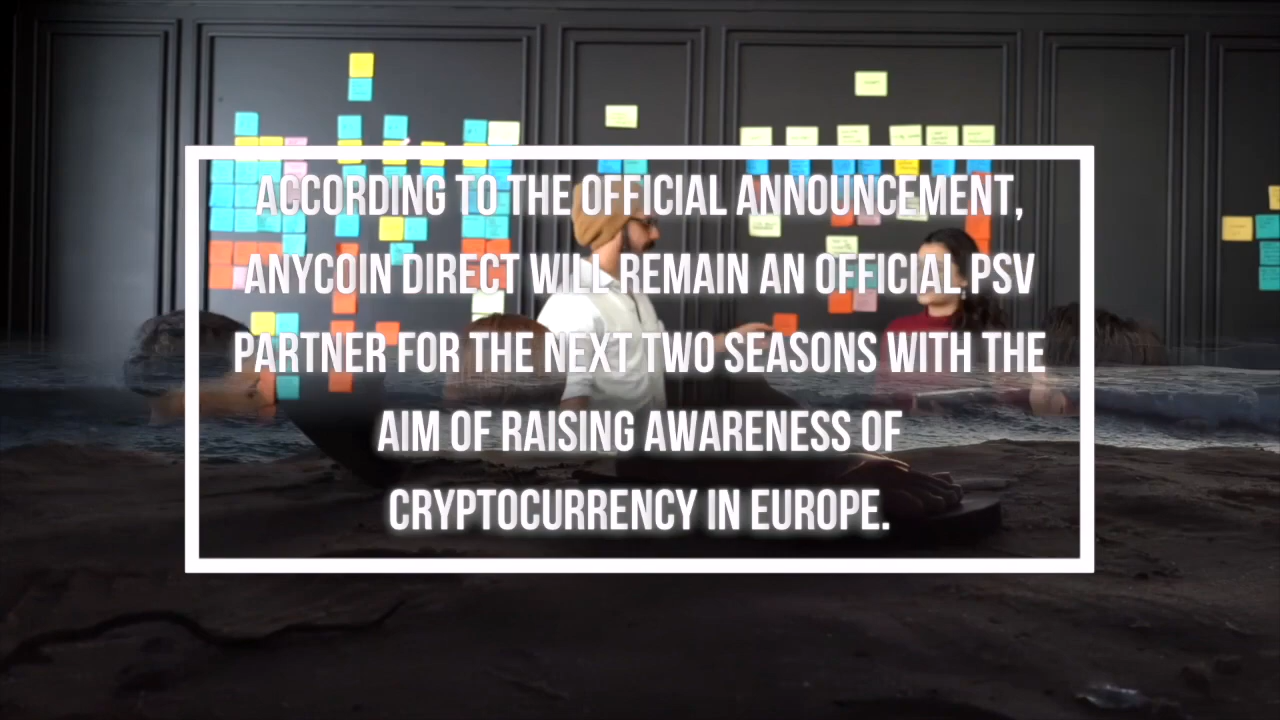 ACCORDING TO THE OFFICIAL ANNOUNCEMENT,
ANYCOIN DIRECT WILL REMAIN AN OFFICIAL PSV
PARTNER FOR THE NEXT TWO SEASONS WITH THE
AIM OF RAISING AWARENESS OF
CRYPTOCURRENCY IN EUROPE.